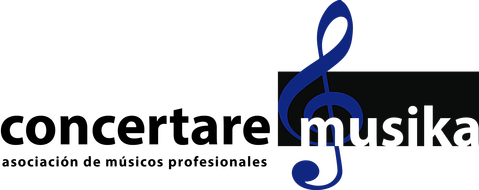 concertare musika
asociación de músicos profesionales